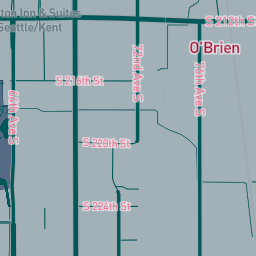 ton Inn & Suites
Seattle/Kent
S 212th St
O'Brien
S 216th St
72nd Ave S
76th Ave S
64th Ave S
S 220th St
S 224th St